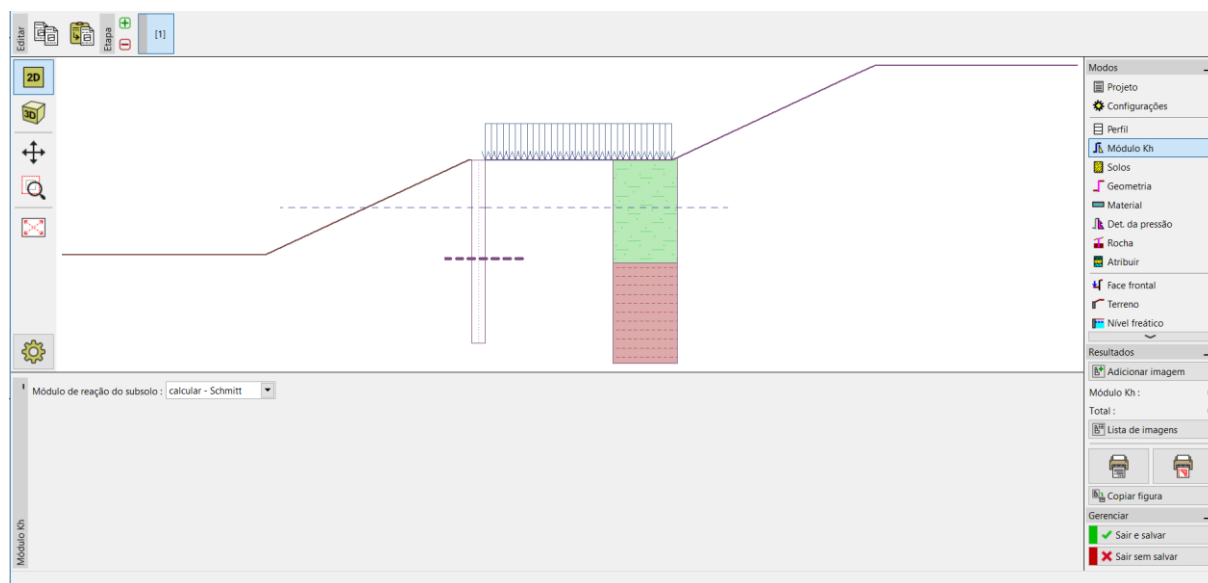 Editar
Etapa
[1]
2D
3D
Modos
Projeto
Configurações
Perfil
Módulo Kh
Solos
Geometria
Material
Det. da pressão
Rocha
Atribuir
Face frontal
Terreno
Nível freático
Resultados
Adicionar imagem
Módulo Kh :
Total :
Lista de imagens
Copiar figura
Gerenciar
Sair e salvar
Sair sem salvar
Módulo de reação do subsolo : calcular - Schmitt
Módulo Kh